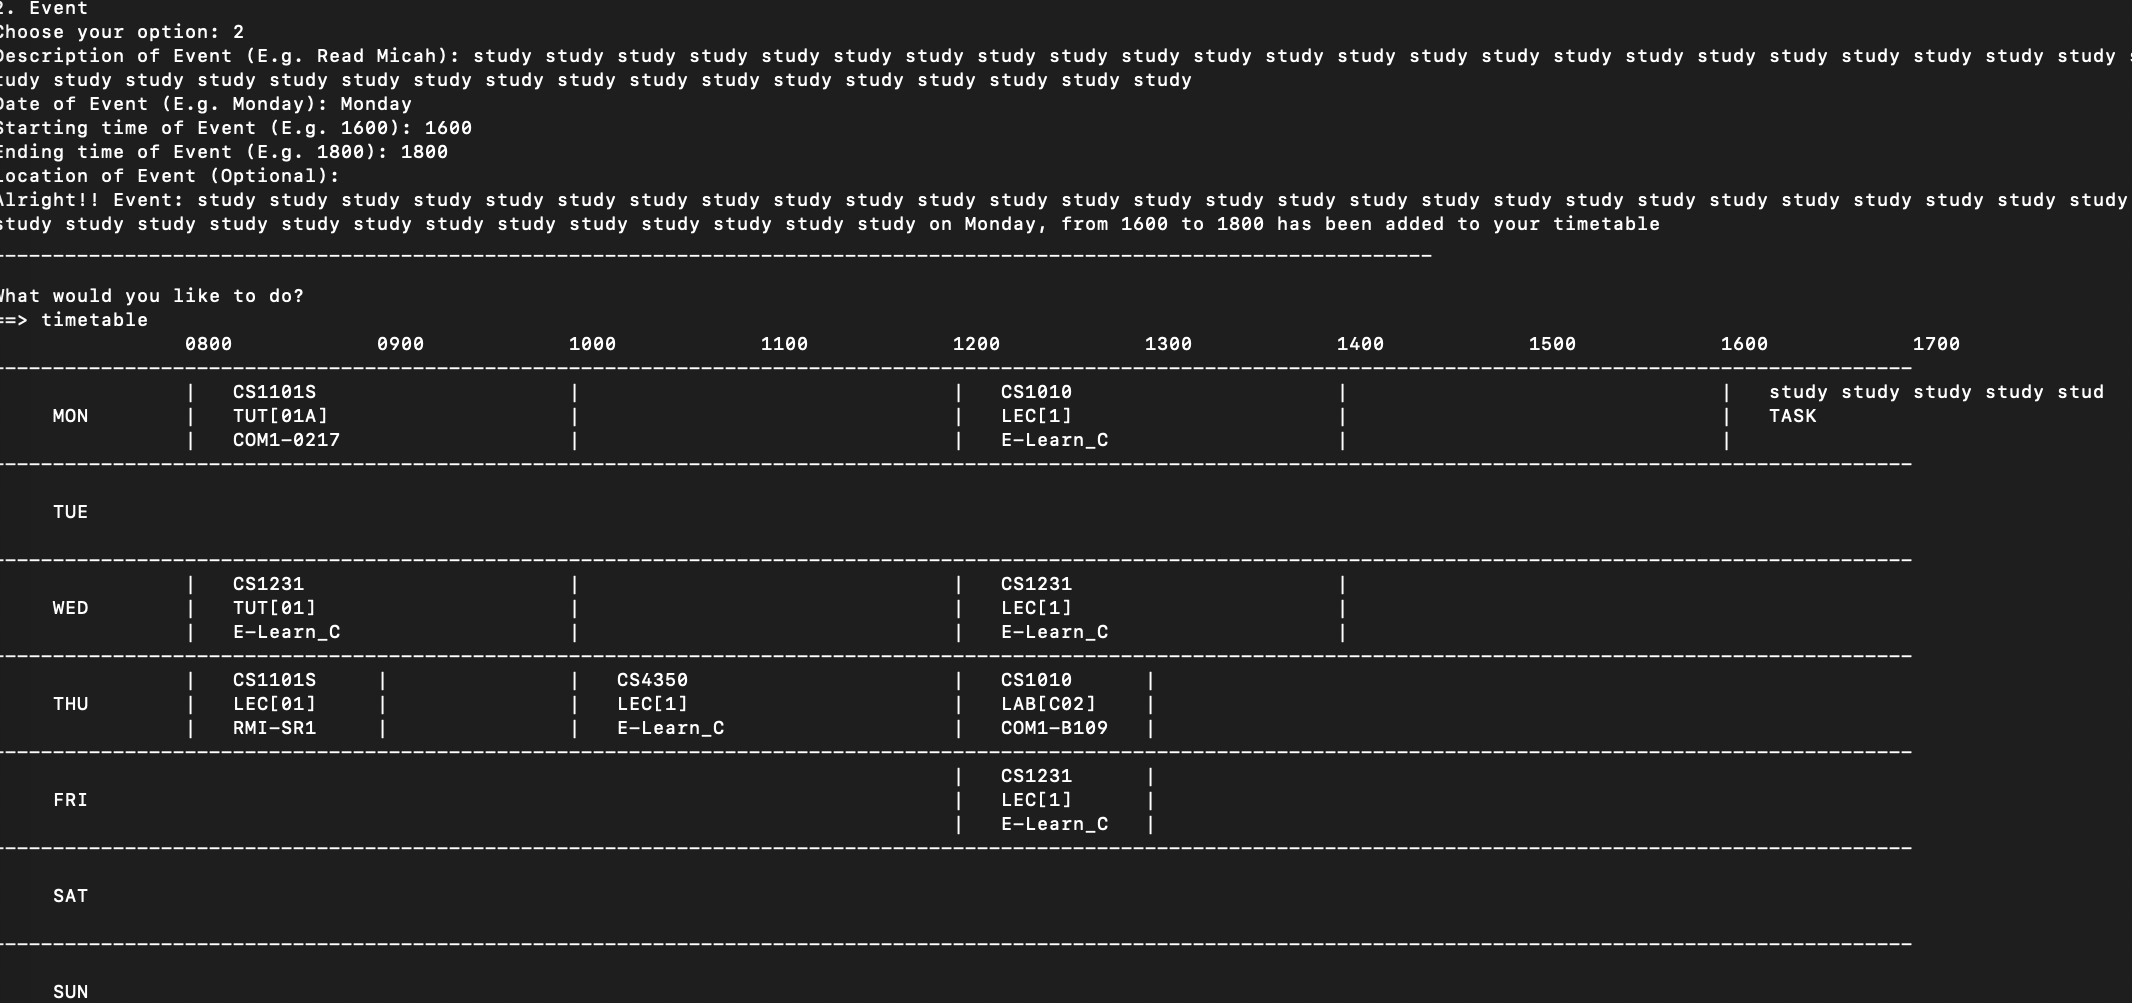 2. Event
Choose your option: 2
Description of Event (E.g. Read Micah): study study study study study study study study study study study study study study study study study study study study study study study s
tudy study study study study study study study study study study study study study study study study
Date of Event (E.g. Monday): Monday
Starting time of Event (E.g. 1600): 1600
Ending time of Event (E.g. 1800): 1800
Location of Event (Optional):
Alright!! Event: study study study study study study study study study study study study study study study study study study study study study study study study study study study
study study study study study study study study study study study study study on Monday, from 1600 to 1800 has been added to your timetable
What would you like to do?
==> timetable
0800 0900 1000 1100 1200 1300 1400 1500 1600 1700
| CS1101S | | CS1010 | | study study study study stud
MON | TUT[01A] | | LEC[1] | | TASK
| COM1-0217 | | E-Learn_C | |
TUE
| CS1231 | | CS1231 |
WED | TUT[01] | | LEC[1] |
| E-Learn_C | | E-Learn_C |
| CS1101S | | CS4350 | CS1010 |
THU | LEC[01] | | LEC[1] | LAB[C02] |
| RMI-SR1 | | E-Learn_C | COM1-B109 |
| CS1231 |
FRI | LEC[1] |
| E-Learn_C |
SAT
SUN